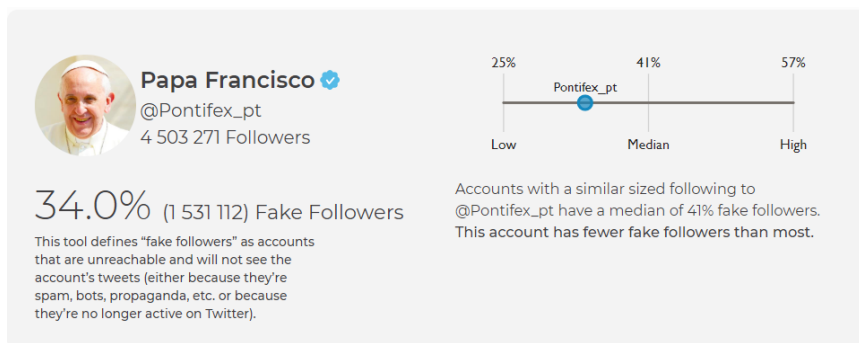 Papa Francisco
@Pontifex_pt
4 503 271 Followers
34.0% (1 531 112) Fake Followers
This tool defines “fake followers” as accounts
that are unreachable and will not see the
account’s tweets (either because they’re
spam, bots, propaganda, etc. or because
they’re no longer active on Twitter).
25% 41% 57%
Pontifex_pt
Low Median High
Accounts with a similar sized following to
@Pontifex_pt have a median of 41% fake followers.
This account has fewer fake followers than most.